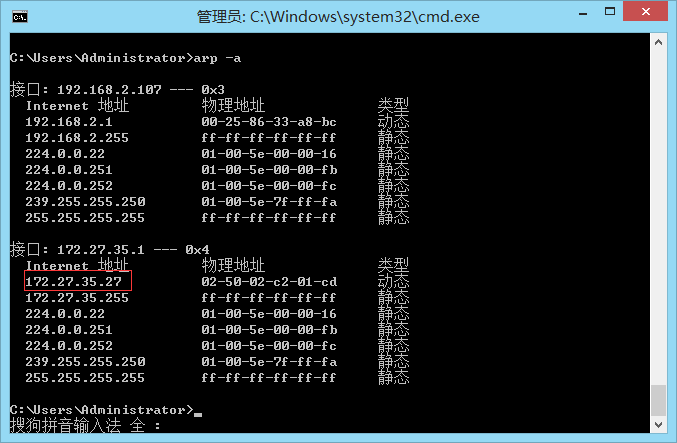 管理员: C:\Windows\system32\cmd.exe
C:\Users\Administrator>arp -a
接口: 192.168.2.107 --- 0x3
Internet 地址 物理地址 类型
192.168.2.1 00-25-86-33-a8-bc 动态
192.168.2.255 ff-ff-ff-ff-ff-ff 静态
224.0.0.22 01-00-5e-00-00-16 静态
224.0.0.251 01-00-5e-00-00-fb 静态
224.0.0.252 01-00-5e-00-00-fc 静态
239.255.255.250 01-00-5e-7f-ff-fa 静态
255.255.255.255 ff-ff-ff-ff-ff-ff 静态
接口: 172.27.35.1 --- 0x4
Internet 地址 物理地址 类型
172.27.35.27 02-50-02-c2-01-cd 动态
172.27.35.255 ff-ff-ff-ff-ff-ff 静态
224.0.0.22 01-00-5e-00-00-16 静态
224.0.0.251 01-00-5e-00-00-fb 静态
224.0.0.252 01-00-5e-00-00-fc 静态
239.255.255.250 01-00-5e-7f-ff-fa 静态
255.255.255.255 ff-ff-ff-ff-ff-ff 静态
C:\Users\Administrator>
搜狗拼音输入法 全 :